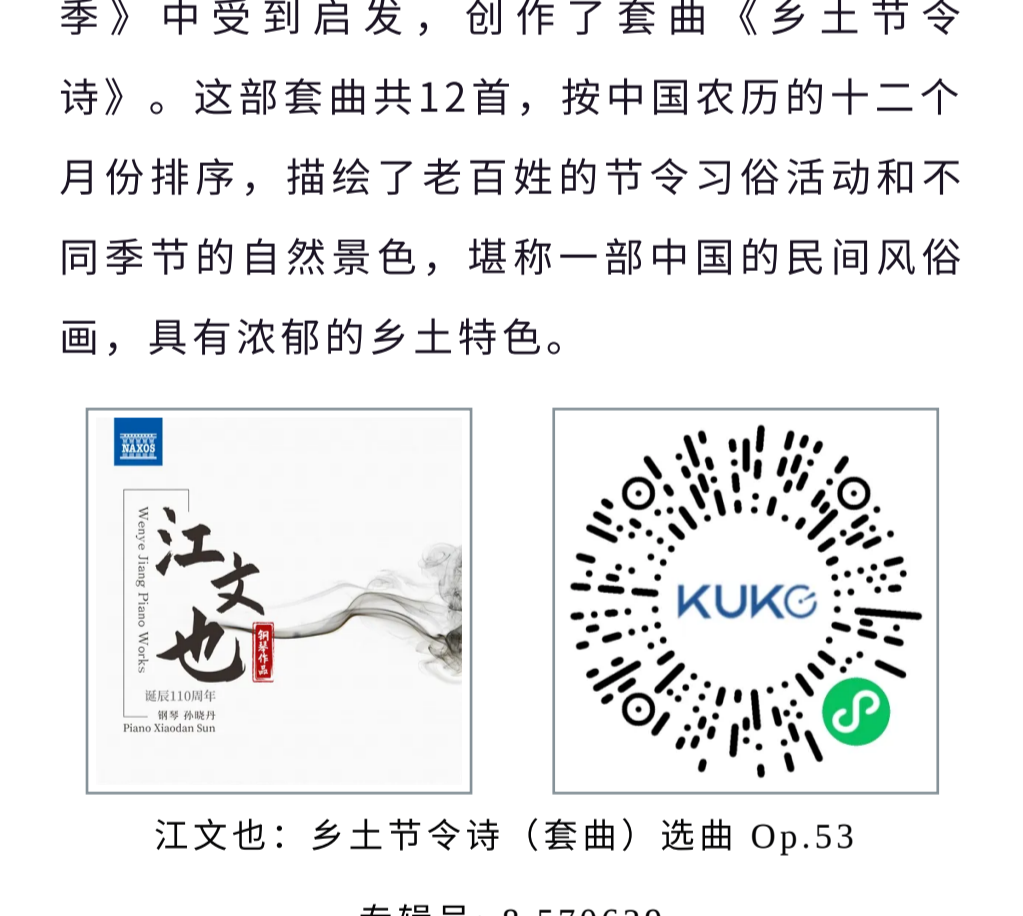 季》中受到启发，创作了套曲《乡土节令
诗》。这部套曲共12首，按中国农历的十二个
月份排序，描绘了老百姓的节令习俗活动和不
同季节的自然景色，堪称一部中国的民间风俗
画，具有浓郁的乡土特色。
NAXOS
Wenye Jiang Piano Works
江文也
钢琴作品
诞辰110周年
钢琴 孙晓丹
Piano Xiaodan Sun
KUKE
江文也：乡土节令诗（套曲）选曲 Op.53